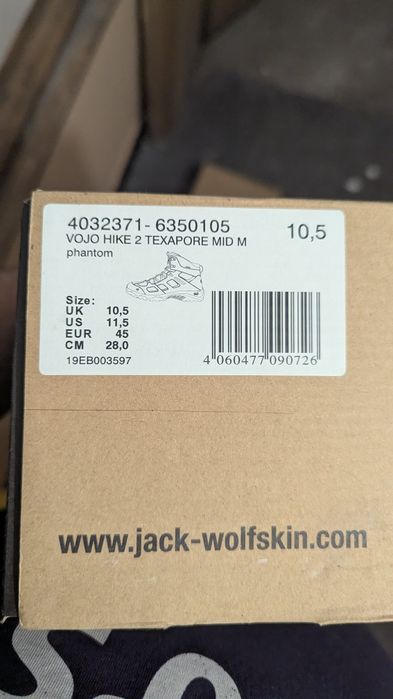 4032371-6350105 10,5
VOJO HIKE 2 TEXAPORE MID M
phantom
Size:
UK 10,5
US 11,5
EUR 45
CM 28,0
19EB003597
4 060477 090726
www.jack-wolfskin.com